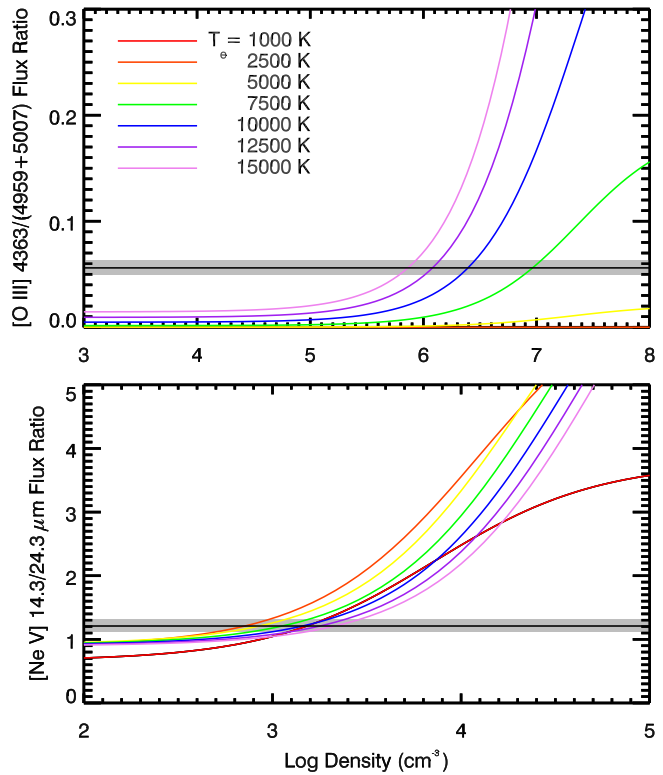 [O III] 4363/(4959+5007) Flux Ratio
0.3
0.2
0.1
0.0
Te = 1000 K
2500 K
5000 K
7500 K
10000 K
12500 K
15000 K
3 4 5 6 7 8
[Ne V] 14.3/24.3 μm Flux Ratio
5
4
3
2
1
0
2 3 4 5
Log Density (cm⁻³)